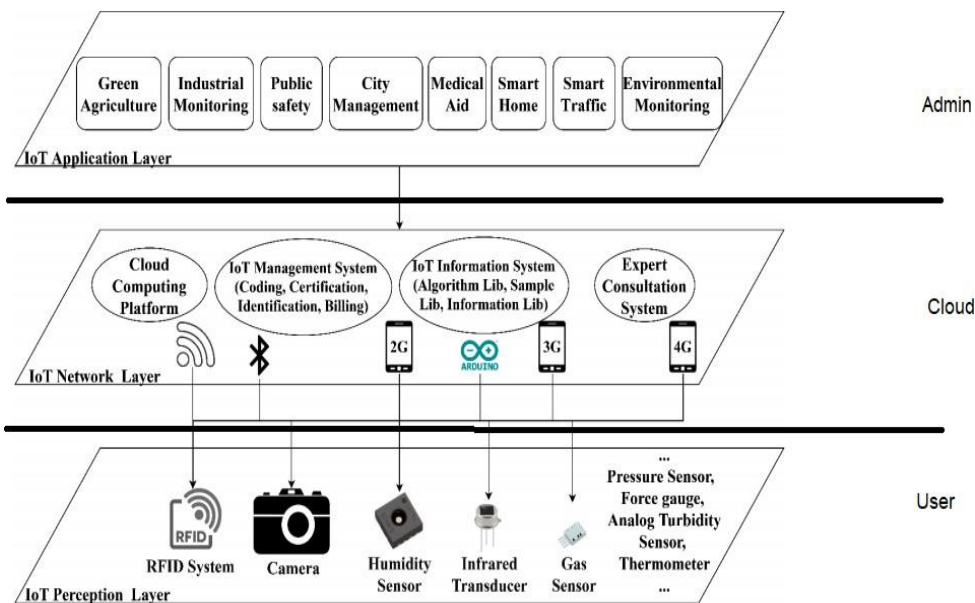 Green
Agriculture
Industrial
Monitoring
Public
safety
City
Management
Medical
Aid
Smart
Home
Smart
Traffic
Environmental
Monitoring
IoT Application Layer
Admin
Cloud
Computing
Platform
IoT Management System
(Coding, Certification,
Identification, Billing)
IoT Information System
(Algorithm Lib, Sample
Lib, Information Lib)
Expert
Consultation
System
Cloud
2G
ARDUINO
3G
4G
IoT Network Layer
RFID
RFID System
Camera
Humidity
Sensor
Infrared
Transducer
Gas
Sensor
...
Pressure Sensor,
Force gauge,
Analog Turbidity
Sensor,
Thermometer
...
User
IoT Perception Layer